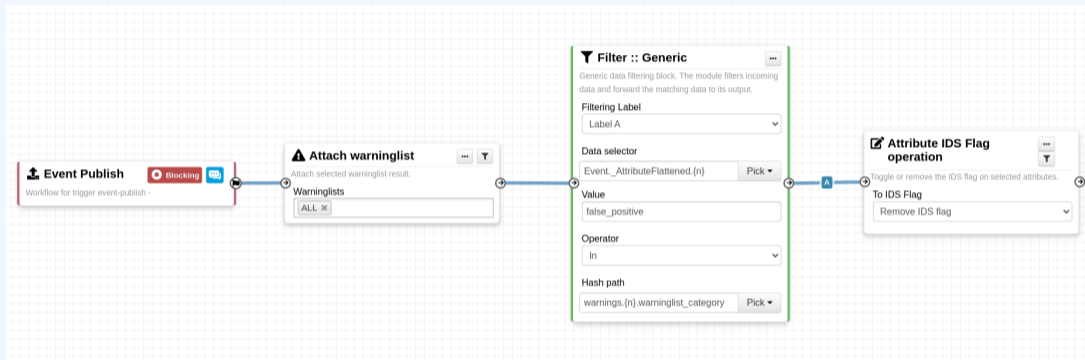 Event Publish
Blocking
Workflow for trigger event-publish -
Attach warninglist
Attach selected warninglist result.
Warninglists
ALL ×
Filter :: Generic
Generic data filtering block. The module filters incoming
data and forward the matching data to its output.
Filtering Label
Label A
Data selector
Event._AttributeFlattened.{n}
Pick
Value
false_positive
Operator
In
Hash path
warnings.{n}.warninglist_category
Pick
A
Attribute IDS Flag
operation
Toggle or remove the IDS flag on selected attributes.
To IDS Flag
Remove IDS flag